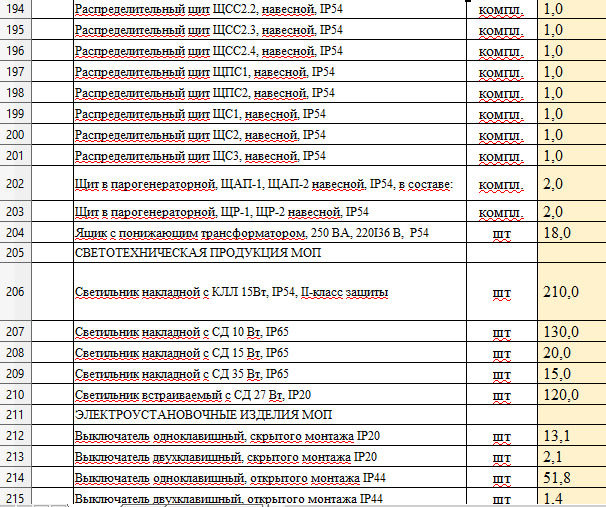 194 Распределительный щит ЩСС2.2, навесной, IP54 компл. 1,0
195 Распределительный щит ЩСС2.3, навесной, IP54 компл. 1,0
196 Распределительный щит ЩСС2.4, навесной, IP54 компл. 1,0
197 Распределительный щит ЩПС1, навесной, IP54 компл. 1,0
198 Распределительный щит ЩПС2, навесной, IP54 компл. 1,0
199 Распределительный щит ЩС1, навесной, IP54 компл. 1,0
200 Распределительный щит ЩС2, навесной, IP54 компл. 1,0
201 Распределительный щит ЩС3, навесной, IP54 компл. 1,0
202 Щит в парогенераторной, ЩАП-1, ЩАП-2 навесной, IP54, в составе: компл. 2,0
203 Щит в парогенераторной, ЩР-1, ЩР-2 навесной, IP54 компл. 2,0
204 Ящик с понижающим трансформатором, 250 ВА, 220І36 В, Р54 шт 18,0
205 СВЕТОТЕХНИЧЕСКАЯ ПРОДУКЦИЯ МОП
206 Светильник накладной с КЛЛ 15Вт, IP54, II-класс защиты шт 210,0
207 Светильник накладной с СД 10 Вт, IP65 шт 130,0
208 Светильник накладной с СД 15 Вт, IP65 шт 20,0
209 Светильник накладной с СД 35 Вт, IP65 шт 15,0
210 Светильник встраиваемый с СД 27 Вт, IP20 шт 120,0
211 ЭЛЕКТРОУСТАНОВОЧНЫЕ ИЗДЕЛИЯ МОП
212 Выключатель одноклавишный, скрытого монтажа IP20 шт 13,1
213 Выключатель двухклавишный, скрытого монтажа IP20 шт 2,1
214 Выключатель одноклавишный, открытого монтажа IP44 шт 51,8
215 Выключатель двухклавишный, открытого монтажа IP44 шт 1,4